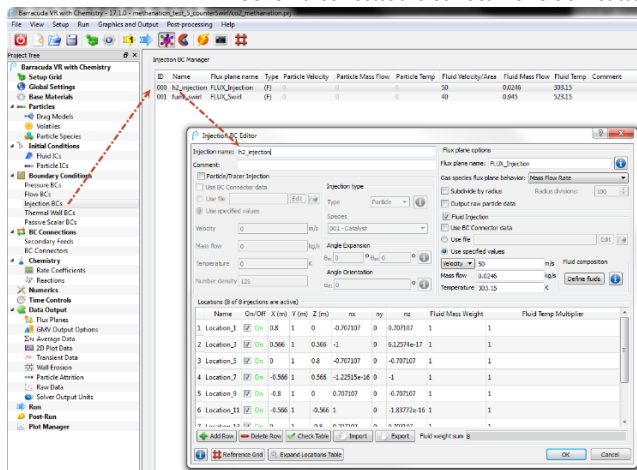 Barracuda VR with Chemistry - 17.1.0 - methanation_test_5_counterSwirl/co2_methanation.prj
File View Setup Run Graphics and Output Post-processing Help
Project Tree
Barracuda VR with Chemistry
Setup Grid
Global Settings
Base Materials
Particles
Drag Models
Volatiles
Particle Species
Initial Conditions
Fluid ICs
Particle ICs
Boundary Conditions
Pressure BCs
Flow BCs
Injection BCs
Thermal Wall BCs
Passive Scalar BCs
BC Connections
Secondary Feeds
BC Connectors
Chemistry
Rate Coefficients
Reactions
Numerics
Time Controls
Data Output
Flux Planes
GMV Output Options
Average Data
2D Plot Data
Transient Data
Wall Erosion
Particle Attrition
Raw Data
Solver Output Units
Run
Post-Run
Plot Manager
Injection BC Manager
ID Name Flux plane name Type Particle Velocity Particle Mass Flow Particle Temp Fluid Velocity/Area Fluid Mass Flow Fluid Temp Comment
000 h2_injection FLUX_Injection (F) 0 0 0 50 0.0246 303.15
001 FLUX_Swirl (F) 0 0 0 40 0.945 523.15
Injection BC Editor
Injection name: h2_injection
Comment:
Particle/Tracer Injection
Use BC Connector data
Use file Edit
Use specified values
Velocity 0 m/s
Mass flow 0 kg/s
Temperature 0 K
Number density 125
Injection type
Type Particle
Species
001 - Catalyst
Angle Expansion
0 0
Angle Orientation
0
Flux plane options
Flux plane name: FLUX_Injection
Gas species flux plane behavior: Mass Flow Rate
Subdivide by radius Radius divisions: 100
Output raw particle data
Fluid Injection
Use BC Connector data
Use file Edit
Use specified values
Velocity 50 m/s Fluid composition
Mass flow 0.0246 kg/s Define fluids
Temperature 303.15 K
Locations (8 of 8 injections are active)
Name On/Off X (m) Y (m) Z (m) nx ny nz Fluid Mass Weight Fluid Temp Multiplier
1 Location_1 On 0.8 1 0 -0.707107 0 0.707107 1 1
2 Location_3 On 0.566 1 0.566 -1 0 6.12574e-17 1 1
3 Location_5 On 0 1 0.8 -0.707107 0 -0.707107 1 1
4 Location_7 On -0.566 1 0.566 -1.22515e-16 0 -1 1 1
5 Location_9 On -0.8 1 0 0.707107 0 -0.707107 1 1
6 Location_11 On -0.566 1 -0.566 1 0 -1.83772e-16 1 1
Add Row Delete Row Check Table Import Export Fluid weight sum 8
Reference Grid Expand Locations Table OK Cancel